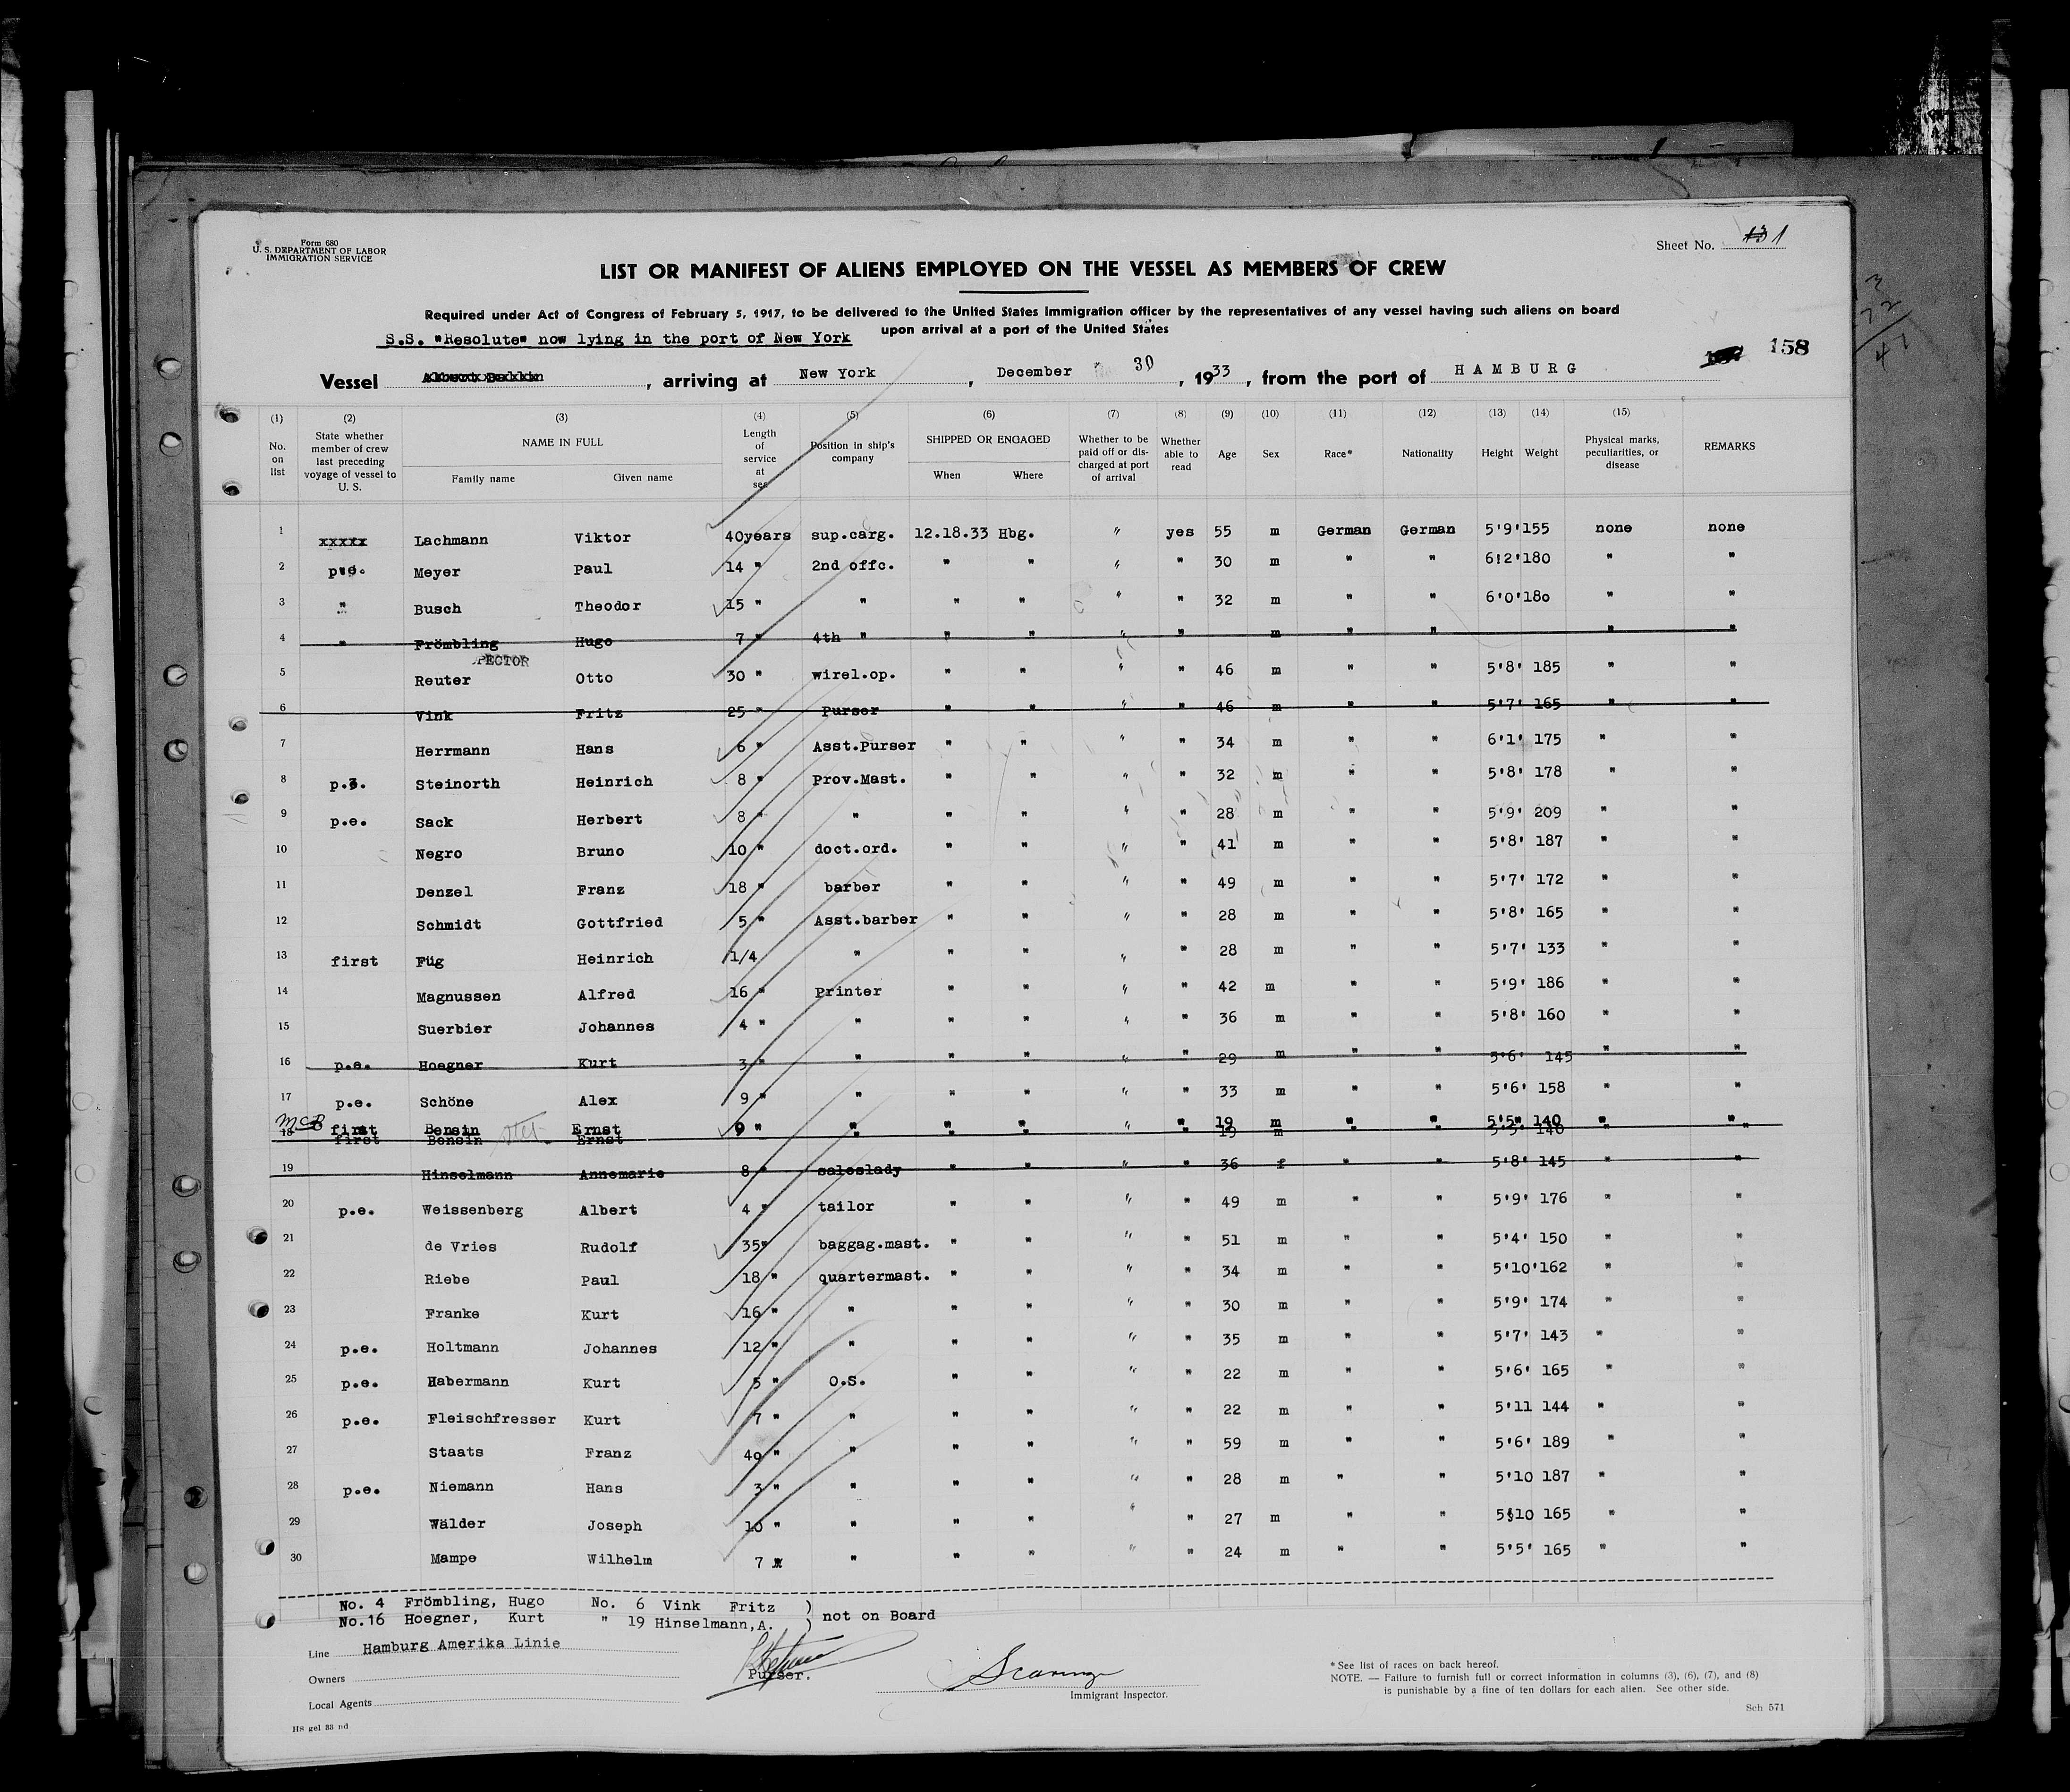 Form 680
U. S. DEPARTMENT OF LABOR
IMMIGRATION SERVICE
Sheet No. 1
LIST OR MANIFEST OF ALIENS EMPLOYED ON THE VESSEL AS MEMBERS OF CREW
Required under Act of Congress of February 5, 1917, to be delivered to the United States Immigration officer by the representatives of any vessel having such aliens on board
upon arrival at a port of the United States
S.S. "Resolute" now lying in the port of New York
158
Vessel , arriving at New York , December 30 , 1933 , from the port of HAMBURG
(1) (2) (3) (4) (5) (6) (7) (8) (9) (10) (11) (12) (13) (14) (15)
No. on list State whether member of crew last preceding voyage of vessel to U. S. NAME IN FULL Family name Given name Length of service at sea Position in ship's company SHIPPED OR ENGAGED When Where Whether to be paid off or discharged at port of arrival Whether able to read Age Sex Race* Nationality Height Weight Physical marks, peculiarities, or disease REMARKS
1 xxxxx Lachmann Viktor 40years sup.carg. 12.18.33 Hbg. " yes 55 m German German 5'9' 155 none none
2 p.e. Meyer Paul 14 " 2nd offc. " " " " 30 m " " 6'2' 180 " "
3 " Busch Theodor 15 " " " " " " 32 m " " 6'0' 180 " "
4 " Frömbling Hugo 7 " 4th " " " " " m " " " "
PECTOR
5 Reuter Otto 30 " wirel.op. " " " " 46 m " " 5'8' 185 " "
6 Vink Fritz 25 " Purser " " " " 46 m " " 5'7' 165 " "
7 Herrmann Hans 6 " Asst.Purser " " " " 34 m " " 6'1' 175 " "
8 p.3. Steinorth Heinrich 8 " Prov.Mast. " " " " 32 m " " 5'8' 178 " "
9 p.e. Sack Herbert 8 " " " " " " 28 m " " 5'9' 209 " "
10 Negro Bruno 10 " doct.ord. " " " " 41 m " " 5'8' 187 " "
11 Denzel Franz 18 " barber " " " " 49 m " " 5'7' 172 " "
12 Schmidt Gottfried 5 " Asst.barber " " " " 28 m " " 5'8' 165 " "
13 first Füg Heinrich 1/4 " " " " " 28 m " " 5'7' 133 " "
14 Magnussen Alfred 16 " Printer " " " " 42 m " " 5'9' 186 " "
15 Suerbier Johannes 4 " " " " " " 36 m " " 5'8' 160 " "
16 p.e. Hoegner Kurt 3 " " " " " " 29 m " " 5'6' 145 " "
17 p.e. Schöne Alex 9 " " " " " " 33 m " " 5'6' 158 " "
McB first Bensin Ernst 9 " " " " " " 19 m " " 5'5" 140 " "
18 first Bensin stet Ernst 19 m 5'5' 140 " "
19 Hinselmann Annemarie 8 " saleslady " " " " 36 f " " 5'8' 145 " "
20 p.e. Weissenberg Albert 4 " tailor " " " " 49 m " " 5'9' 176 " "
21 de Vries Rudolf 35" baggag.mast. " " " " 51 m " " 5'4' 150 " "
22 Riebe Paul 18 " quartermast. " " " " 34 m " " 5'10' 162 " "
23 Franke Kurt 16 " " " " " " 30 m " " 5'9' 174 " "
24 p.e. Holtmann Johannes 12 " " " " " " 35 m " " 5'7' 143 " "
25 p.e. Habermann Kurt 5 " O.S. " " " " 22 m " " 5'6' 165 " "
26 p.e. Fleischfresser Kurt 7 " " " " " " 22 m " " 5'11 144 " "
27 Staats Franz 40 " " " " " " 59 m " " 5'6' 189 " "
28 p.e. Niemann Hans 3 " " " " " " 28 m " " 5'10 187 " "
29 Wälder Joseph 10 " " " " " " 27 m " " 5'10 165 " "
30 Mampe Wilhelm 7 " " " " " " 24 m " " 5'5' 165 " "
No. 4 Frömbling, Hugo No. 6 Vink Fritz )
No.16 Hoegner, Kurt " 19 Hinselmann,A. ) not on Board
Line Hamburg Amerika Linie
Owners
Local Agents
Purser.
Immigrant Inspector.
* See list of races on back hereof.
NOTE. — Failure to furnish full or correct information in columns (3), (6), (7), and (8)
is punishable by a fine of ten dollars for each alien. See other side.
Sch 571
HS gel 33 nd